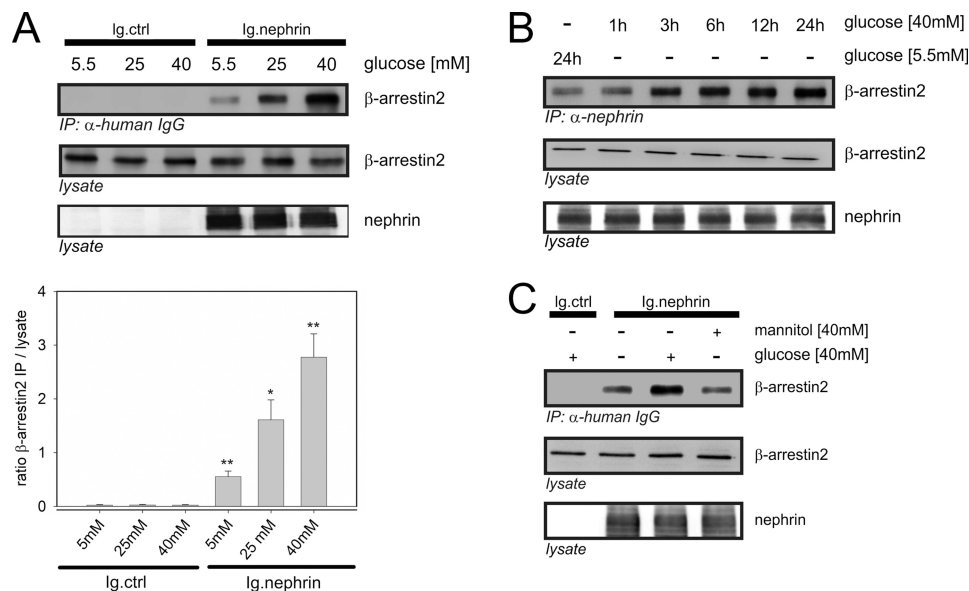 A
Ig.ctrl Ig.nephrin
5.5 25 40 5.5 25 40 glucose [mM]
β-arrestin2
IP: α-human IgG
β-arrestin2
lysate
nephrin
lysate
4
3
2
1
0
ratio β-arrestin2 IP / lysate
** * **
5mM 25mM 40mM 5mM 25 mM 40mM
Ig.ctrl Ig.nephrin
B
- 1h 3h 6h 12h 24h glucose [40mM]
24h - - - - - glucose [5.5mM]
β-arrestin2
IP: α-nephrin
β-arrestin2
lysate
nephrin
lysate
C
Ig.ctrl Ig.nephrin
- - - + mannitol [40mM]
+ - + - glucose [40mM]
β-arrestin2
IP: α-human IgG
β-arrestin2
lysate
nephrin
lysate